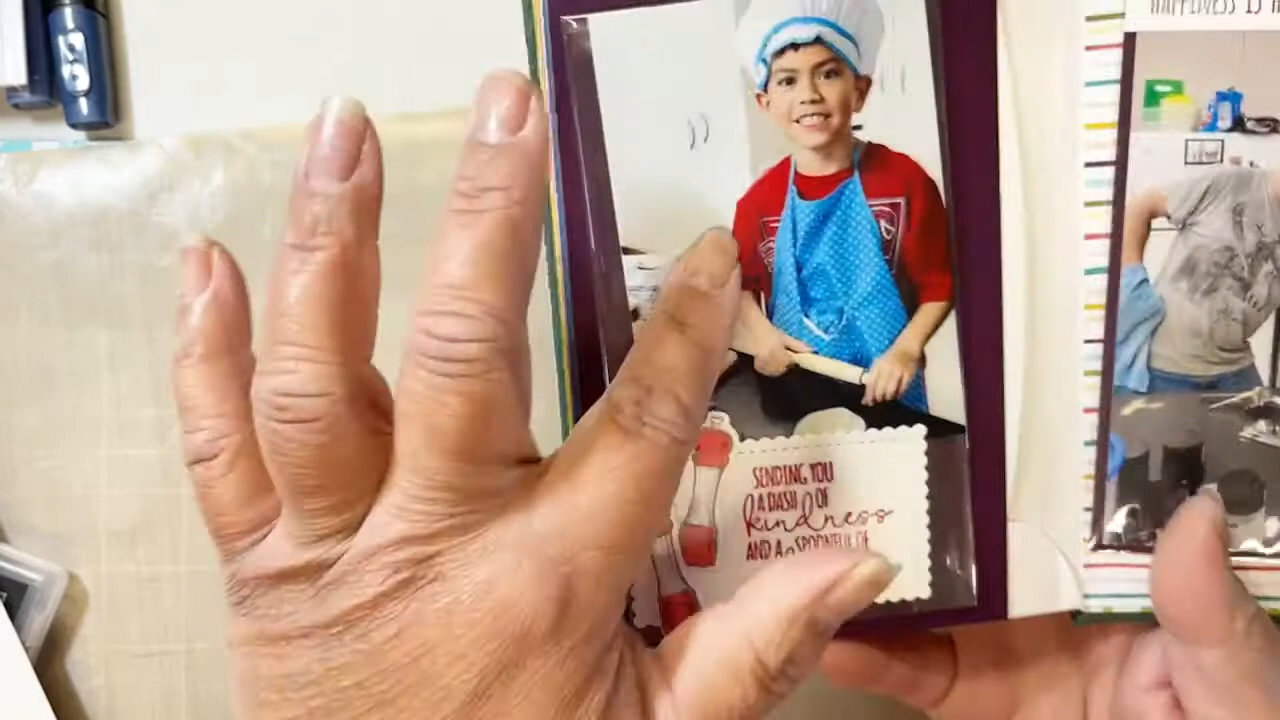 HAPPINESS IS
SENDING YOU
A DASH OF
kindness
AND A SPOONFUL OF